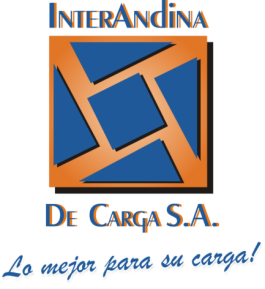 INTERANDINA
DE CARGA S.A.
Lo mejor para su carga!